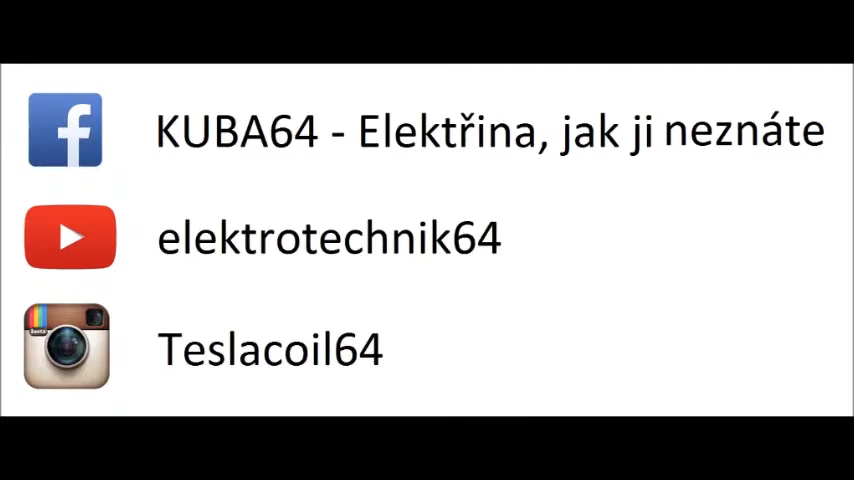 KUBA64 - Elektřina, jak ji neznáte
elektrotechnik64
Teslacoil64